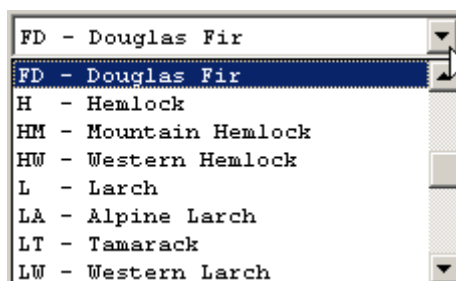 FD - Douglas Fir
FD - Douglas Fir
H  - Hemlock
HM - Mountain Hemlock
HW - Western Hemlock
L  - Larch
LA - Alpine Larch
LT - Tamarack
LW - Western Larch